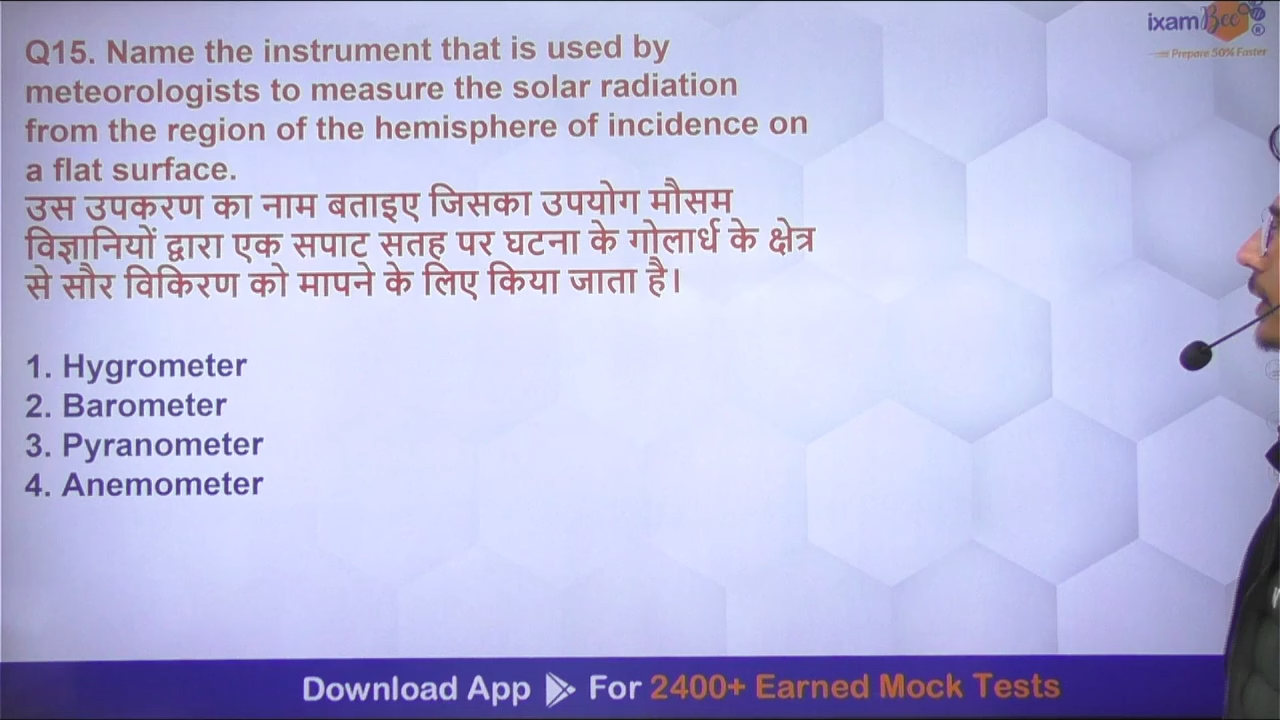 ixamBee
Prepare 50% Faster
Q15. Name the instrument that is used by
meteorologists to measure the solar radiation
from the region of the hemisphere of incidence on
a flat surface.
उस उपकरण का नाम बताइए जिसका उपयोग मौसम
विज्ञानियों द्वारा एक सपाट सतह पर घटना के गोलार्ध के क्षेत्र
से सौर विकिरण को मापने के लिए किया जाता है।
1. Hygrometer
2. Barometer
3. Pyranometer
4. Anemometer
Download App For 2400+ Earned Mock Tests